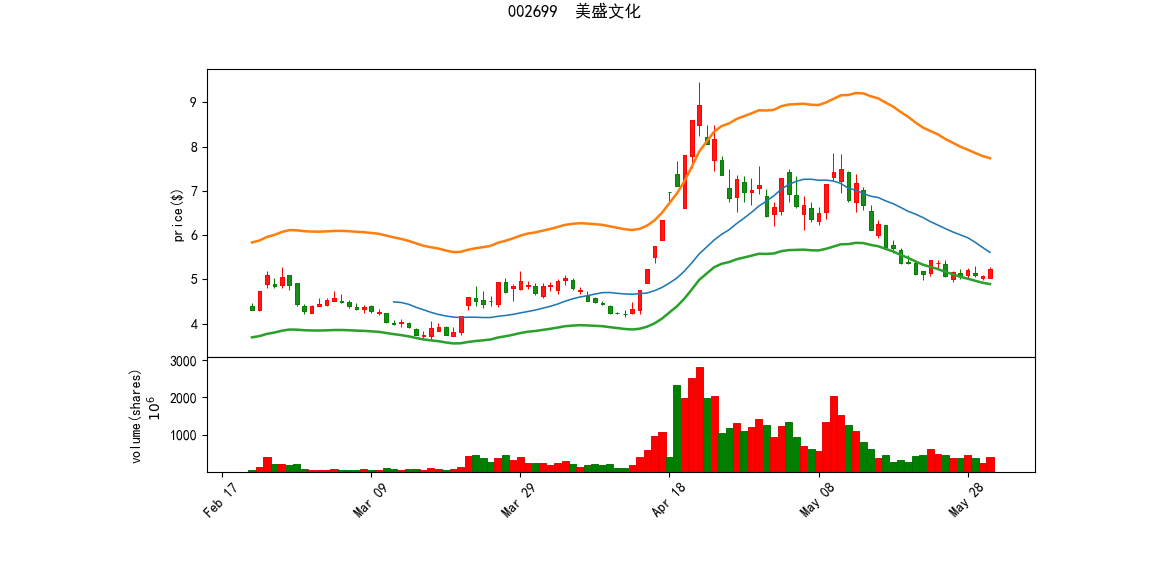 002699 美盛文化
price($)
9
8
7
6
5
4
volume(shares)
10^6
3000
2000
1000
Feb 17
Mar 09
Mar 29
Apr 18
May 08
May 28